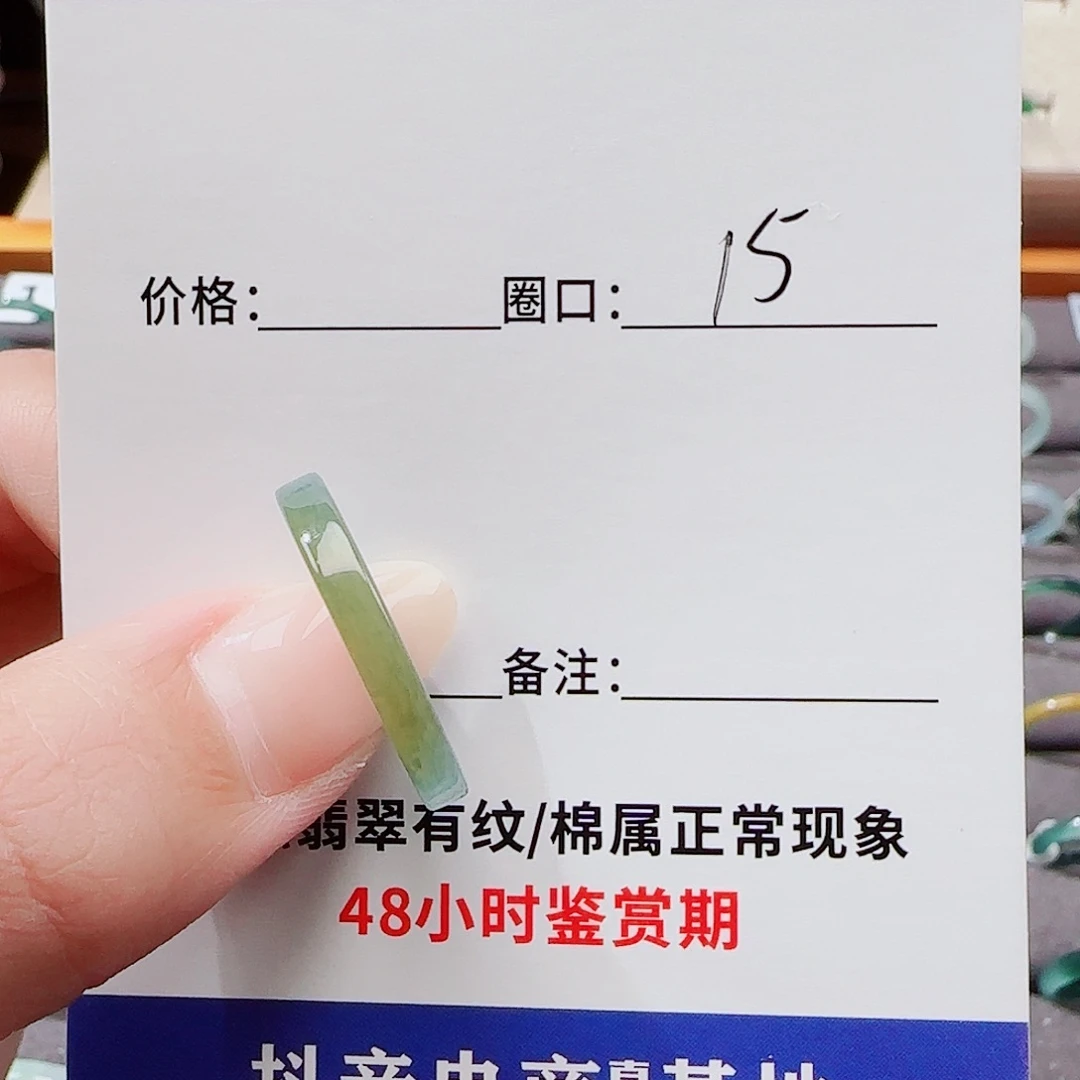 价格： 圈口：15
备注：
翡翠有纹/棉属正常现象
48小时鉴赏期